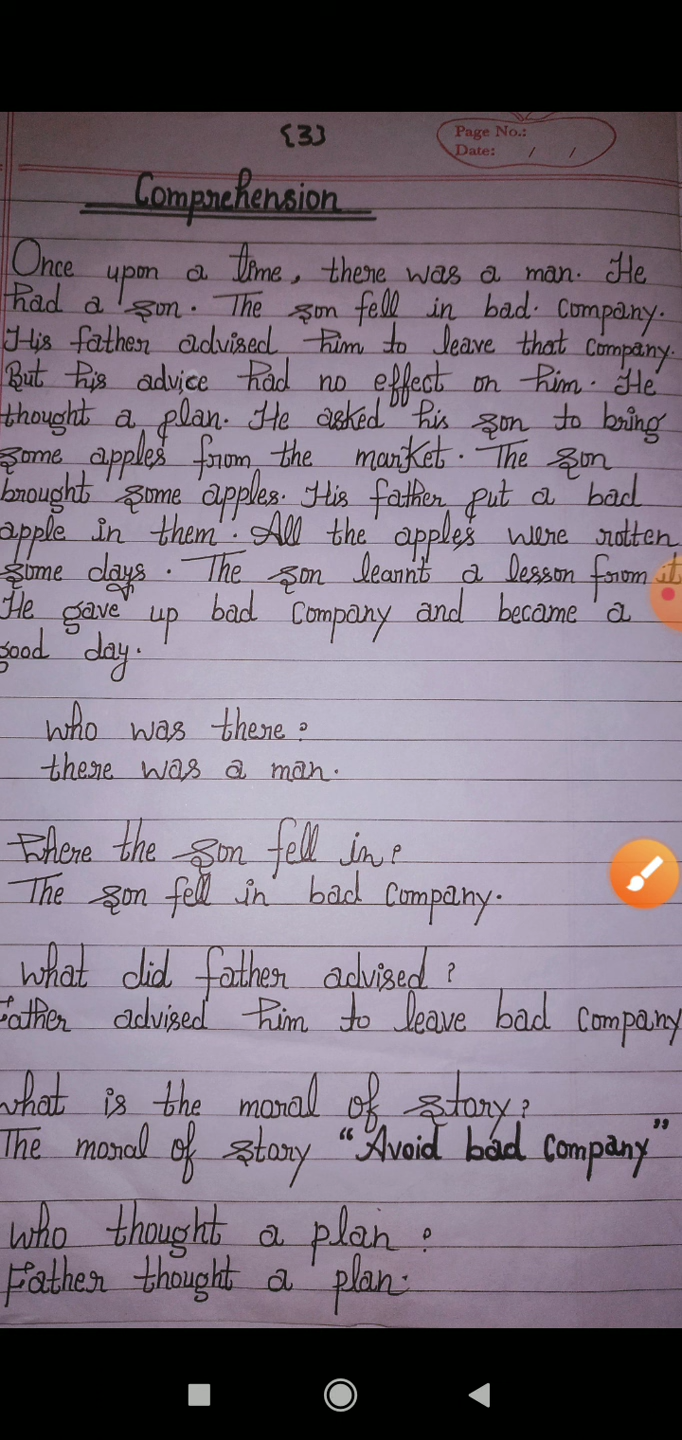 {3}
Page No.:
Date: / /
Comprehension
Once upon a time, there was a man. He
had a son. The son fell in bad. Company.
His father advised him to leave that company.
But his advice had no effect on him. He
thought a plan. He asked his son to bring
some apples from the market. The son
brought some apples. His father put a bad
apple in them. All the apples were rotten
some days. The son learnt a lesson from it
He gave up bad company and became a
good day.
who was there?
there was a man.
Where the son fell in?
The son fell in bad company.
what did father advised?
Father advised him to leave bad company
what is the moral of story?
The moral of story "Avoid bad company"
who thought a plan?
Father thought a plan.